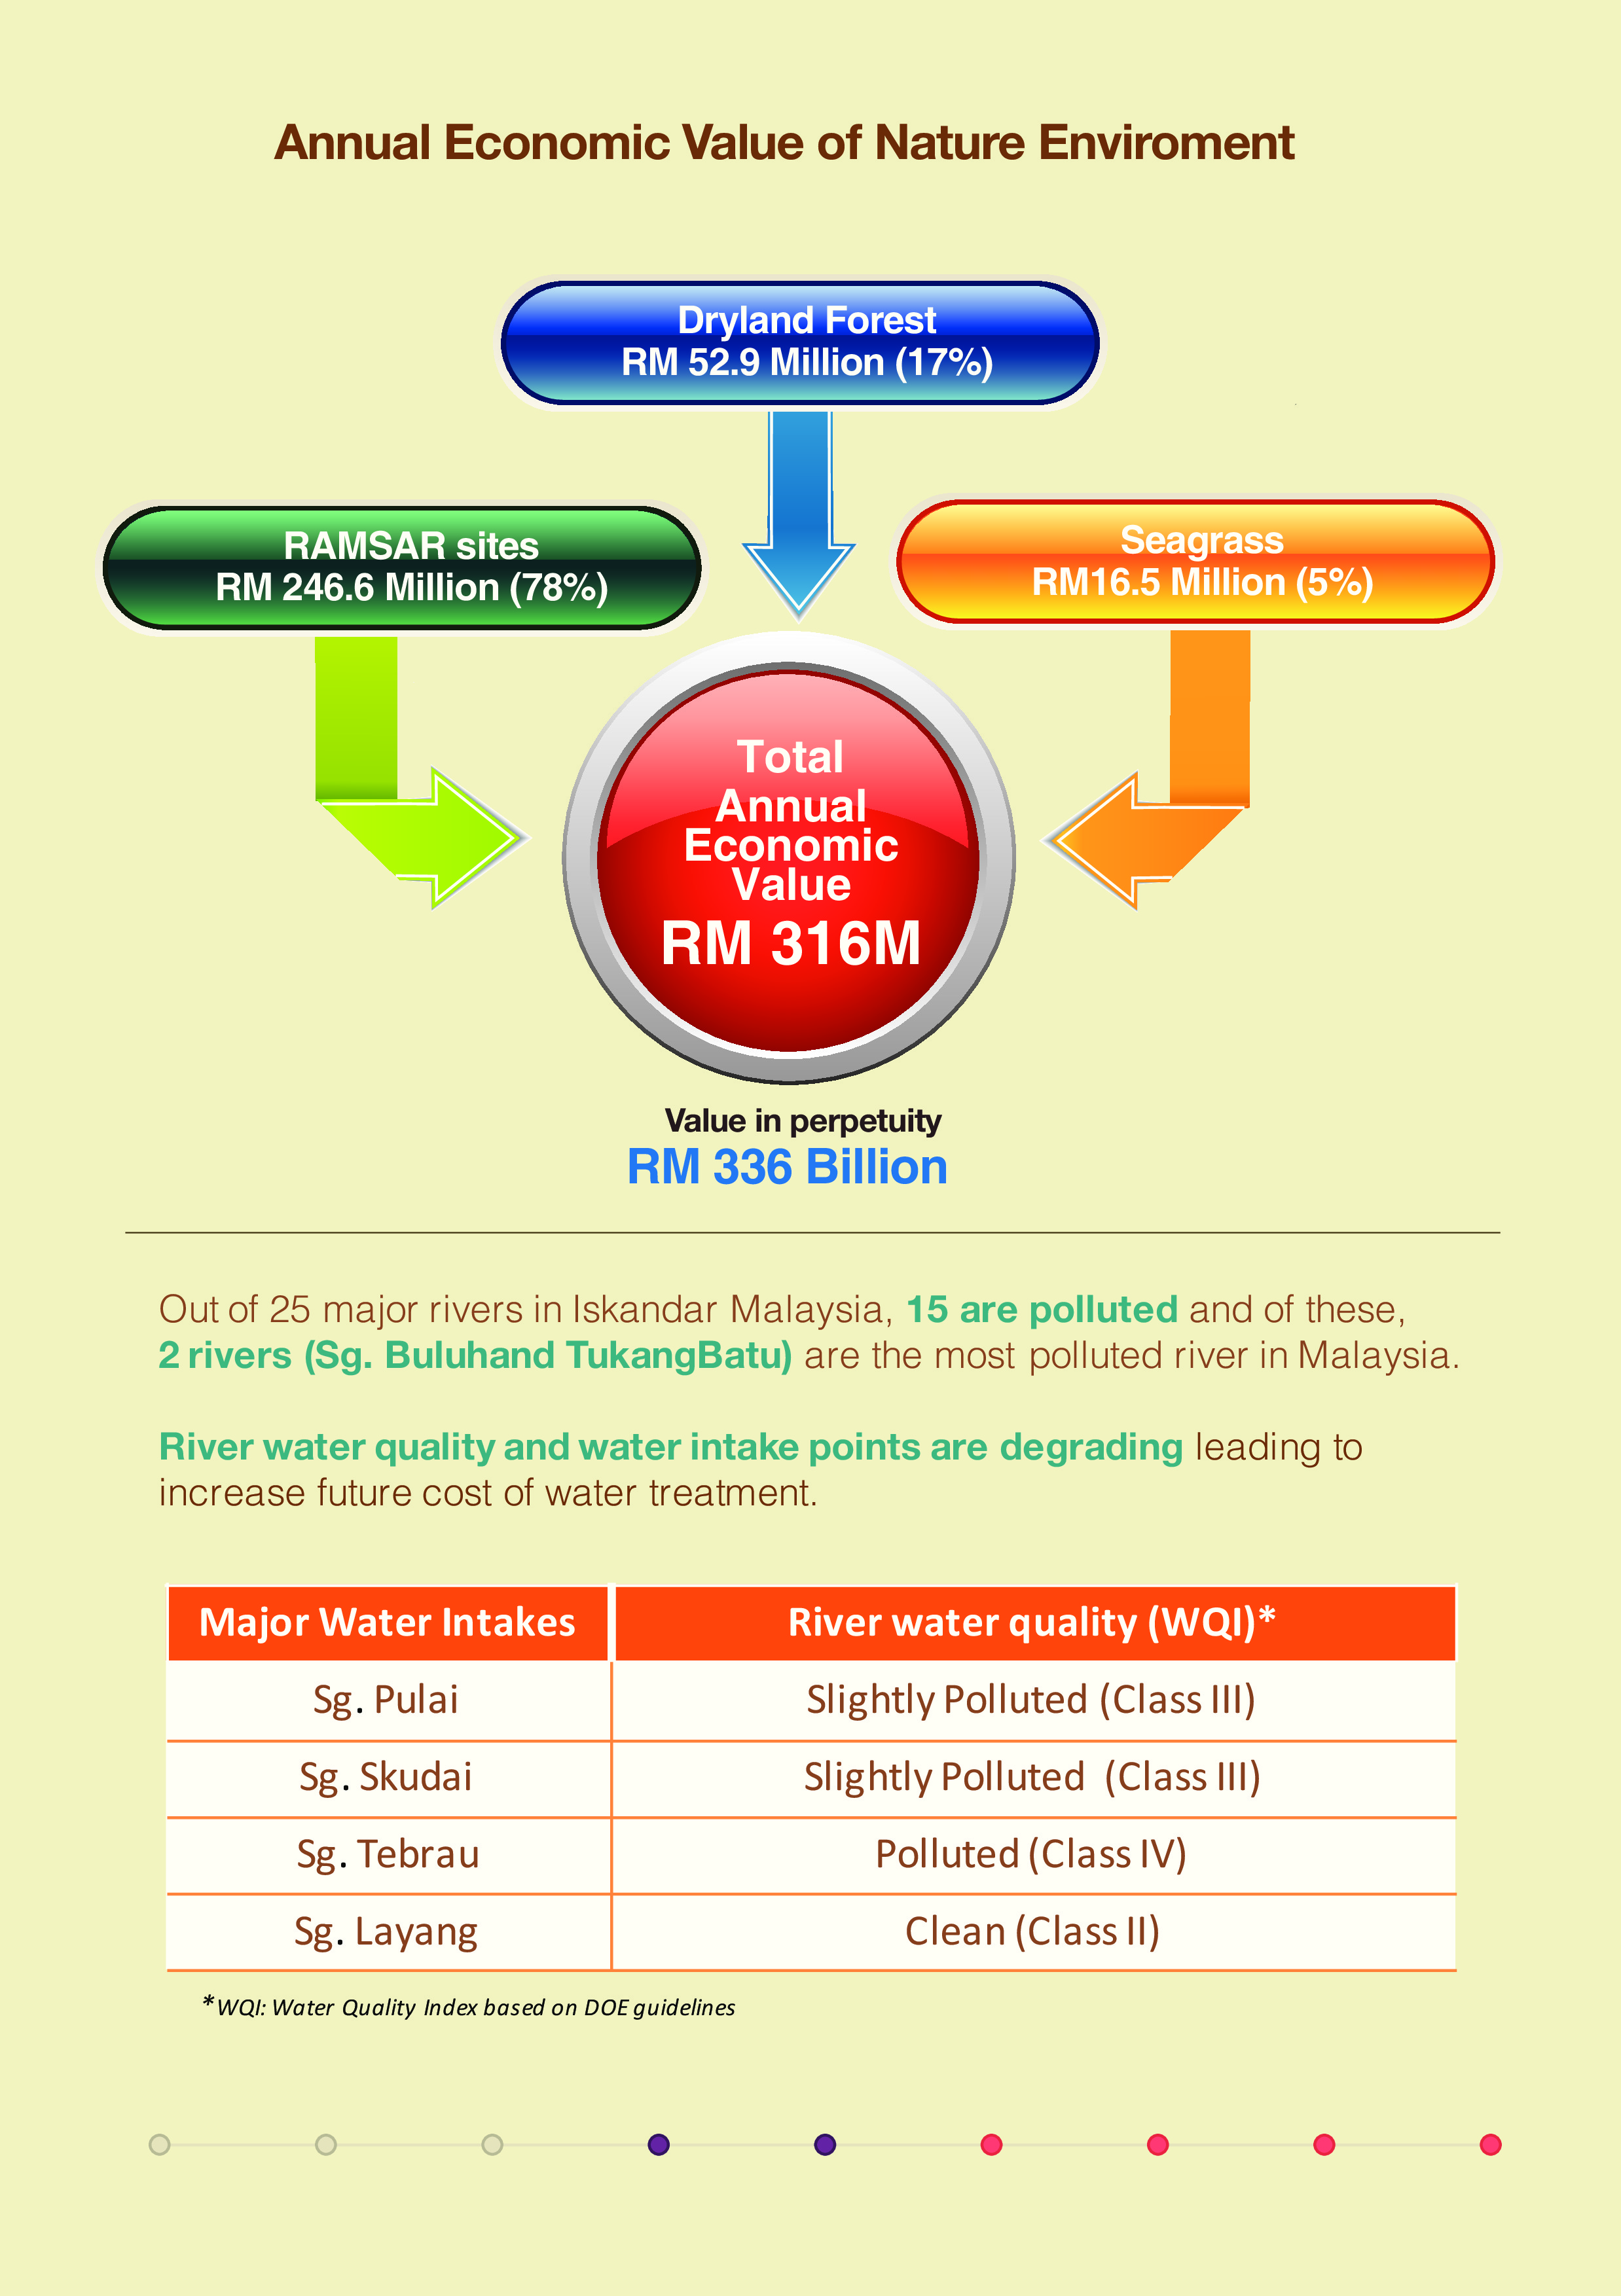 Annual Economic Value of Nature Enviroment
Dryland Forest
RM 52.9 Million (17%)
RAMSAR sites
RM 246.6 Million (78%)
Seagrass
RM16.5 Million (5%)
Total
Annual
Economic
Value
RM 316M
Value in perpetuity
RM 336 Billion
Out of 25 major rivers in Iskandar Malaysia, 15 are polluted and of these,
2 rivers (Sg. Buluhand TukangBatu) are the most polluted river in Malaysia.
River water quality and water intake points are degrading leading to
increase future cost of water treatment.
Major Water Intakes River water quality (WQI)*
Sg. Pulai Slightly Polluted (Class III)
Sg. Skudai Slightly Polluted (Class III)
Sg. Tebrau Polluted (Class IV)
Sg. Layang Clean (Class II)
*WQI: Water Quality Index based on DOE guidelines